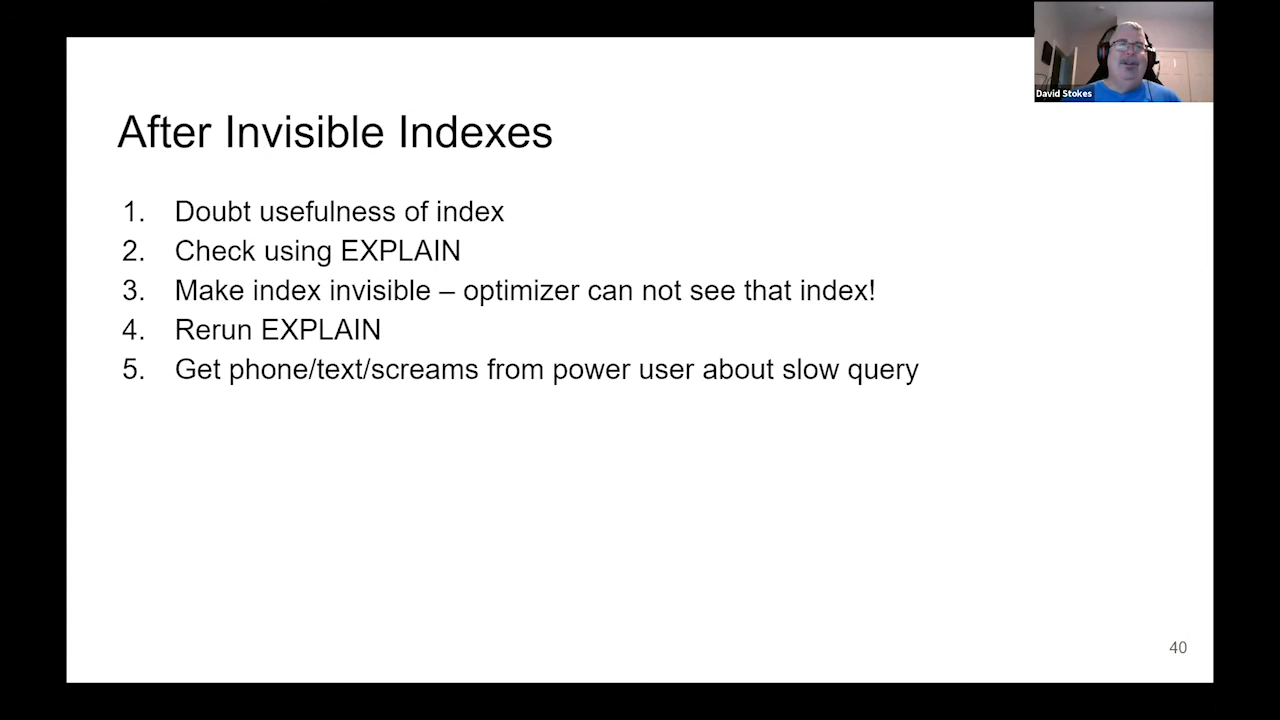 David Stokes
After Invisible Indexes
1. Doubt usefulness of index
2. Check using EXPLAIN
3. Make index invisible – optimizer can not see that index!
4. Rerun EXPLAIN
5. Get phone/text/screams from power user about slow query
40